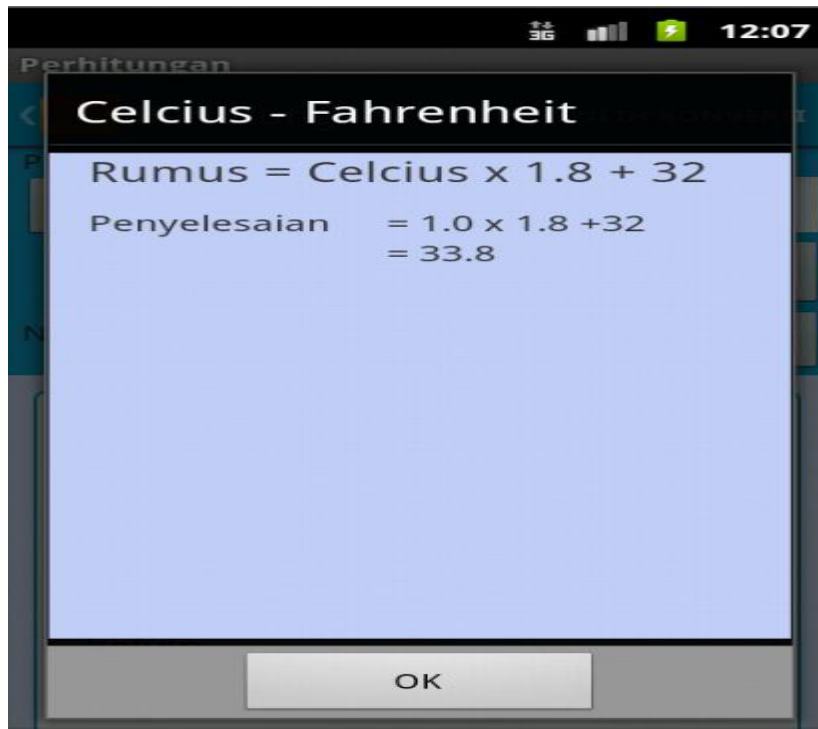 3G 12:07
Perhitungan
Celcius - Fahrenheit
Rumus = Celcius x 1.8 + 32
Penyelesaian = 1.0 x 1.8 +32
= 33.8
OK